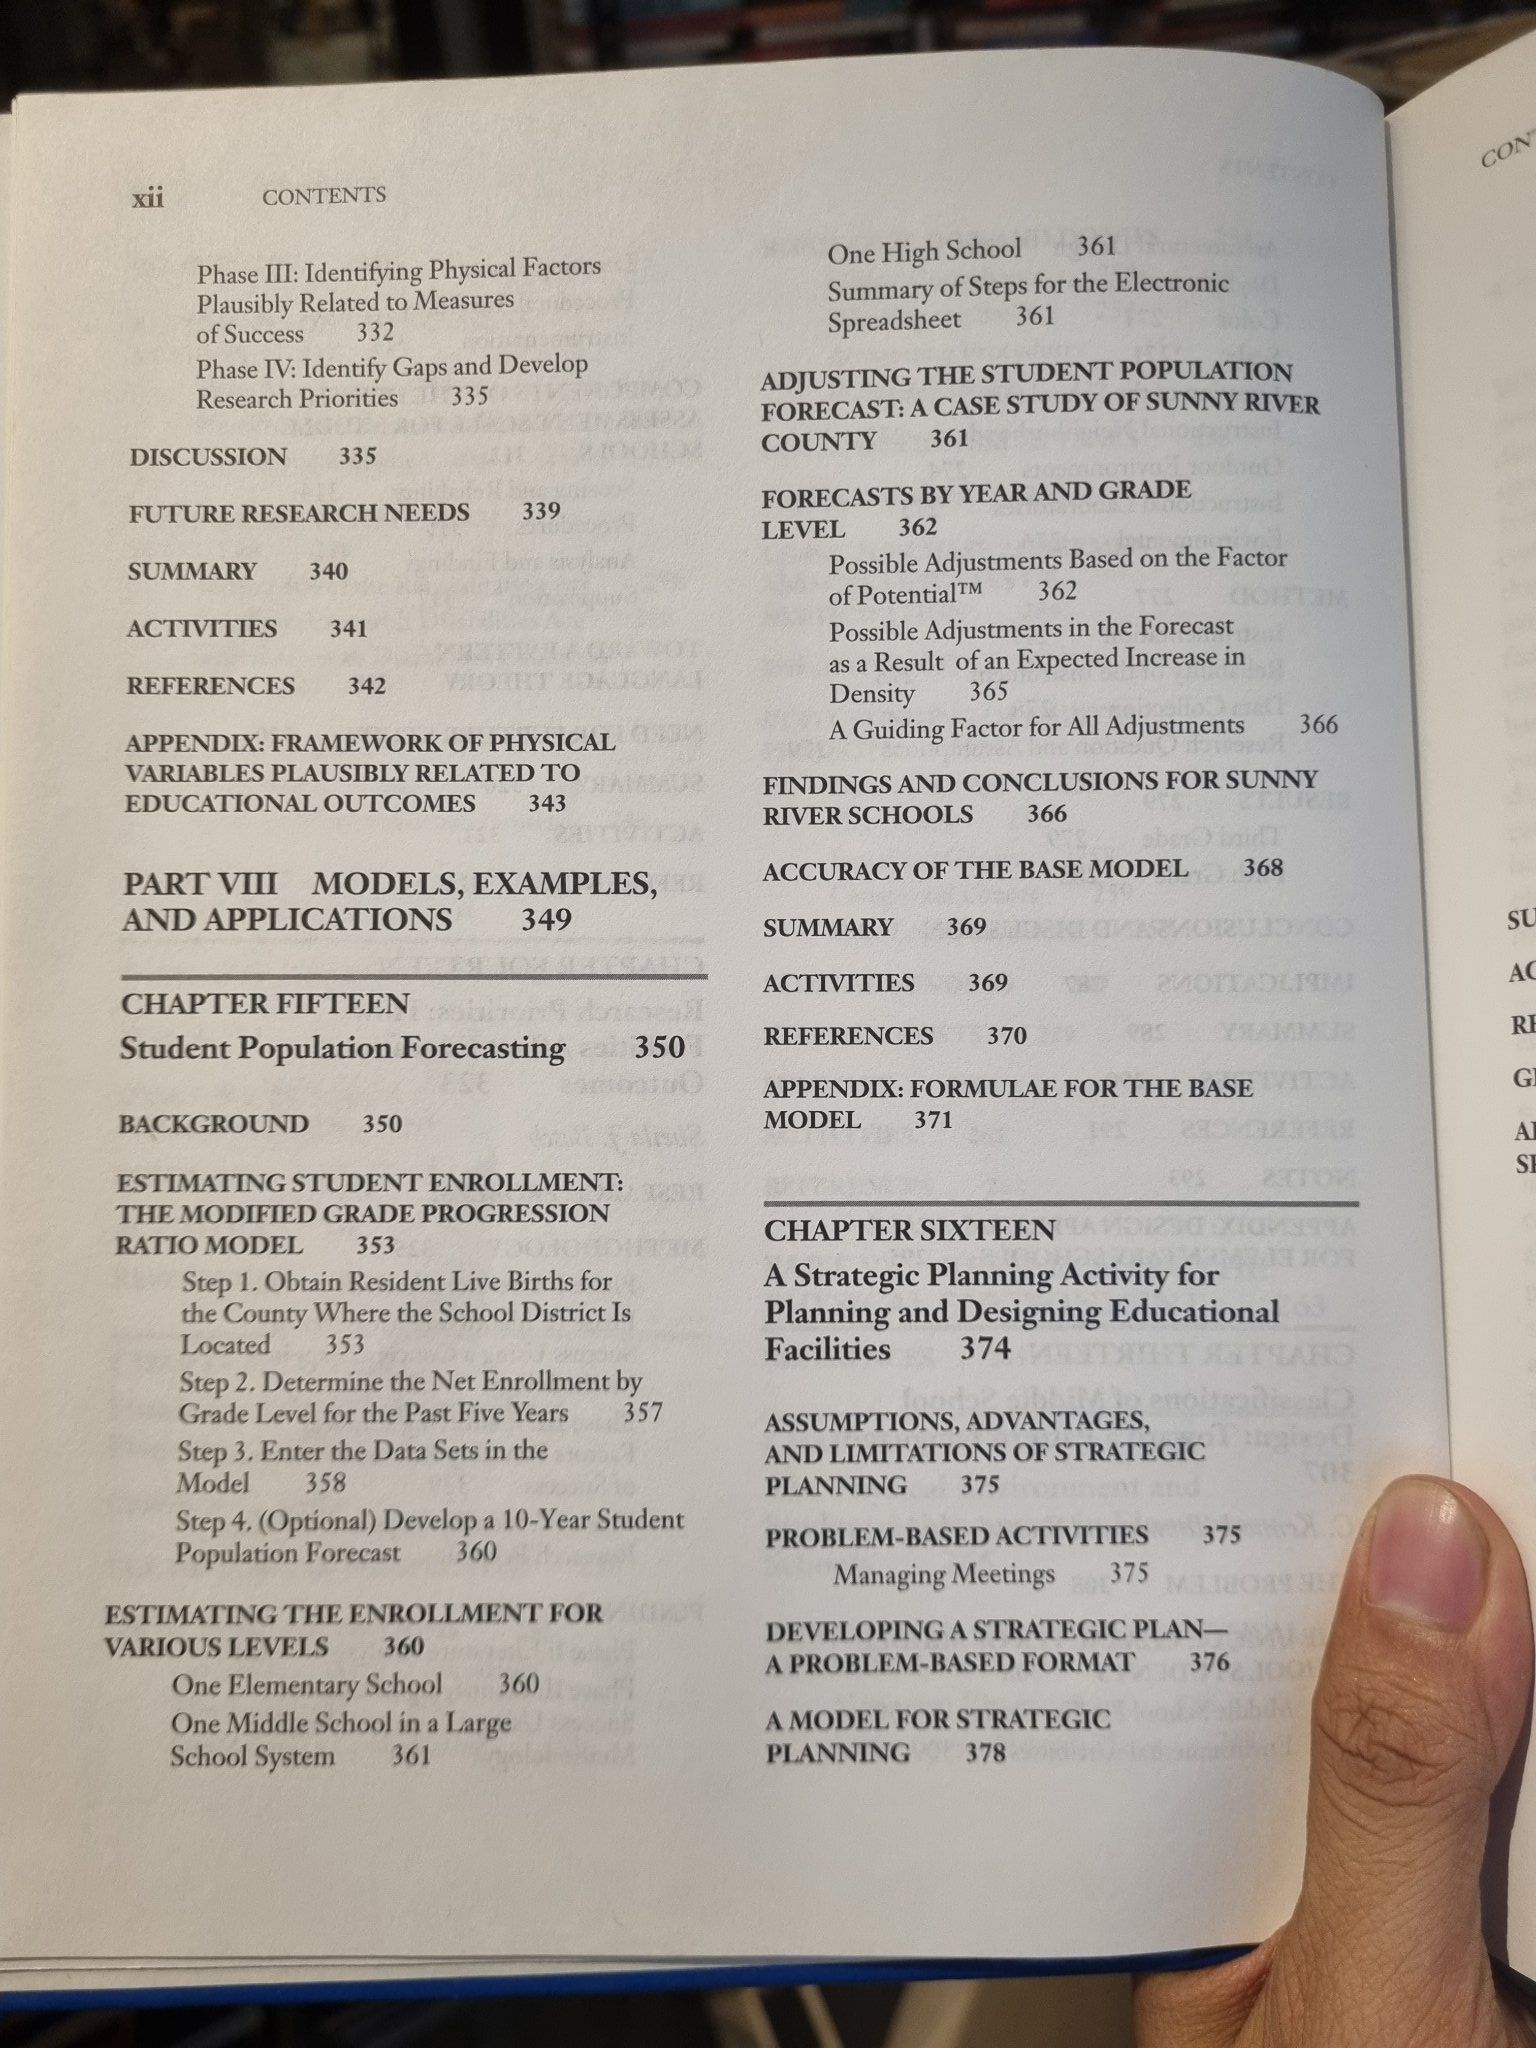 xii CONTENTS
Phase III: Identifying Physical Factors
Plausibly Related to Measures
of Success 332
Phase IV: Identify Gaps and Develop
Research Priorities 335
DISCUSSION 335
FUTURE RESEARCH NEEDS 339
SUMMARY 340
ACTIVITIES 341
REFERENCES 342
APPENDIX: FRAMEWORK OF PHYSICAL
VARIABLES PLAUSIBLY RELATED TO
EDUCATIONAL OUTCOMES 343
PART VIII MODELS, EXAMPLES,
AND APPLICATIONS 349
CHAPTER FIFTEEN
Student Population Forecasting 350
BACKGROUND 350
ESTIMATING STUDENT ENROLLMENT:
THE MODIFIED GRADE PROGRESSION
RATIO MODEL 353
Step 1. Obtain Resident Live Births for
the County Where the School District Is
Located 353
Step 2. Determine the Net Enrollment by
Grade Level for the Past Five Years 357
Step 3. Enter the Data Sets in the
Model 358
Step 4. (Optional) Develop a 10-Year Student
Population Forecast 360
ESTIMATING THE ENROLLMENT FOR
VARIOUS LEVELS 360
One Elementary School 360
One Middle School in a Large
School System 361
One High School 361
Summary of Steps for the Electronic
Spreadsheet 361
ADJUSTING THE STUDENT POPULATION
FORECAST: A CASE STUDY OF SUNNY RIVER
COUNTY 361
FORECASTS BY YEAR AND GRADE
LEVEL 362
Possible Adjustments Based on the Factor
of Potential™ 362
Possible Adjustments in the Forecast
as a Result of an Expected Increase in
Density 365
A Guiding Factor for All Adjustments 366
FINDINGS AND CONCLUSIONS FOR SUNNY
RIVER SCHOOLS 366
ACCURACY OF THE BASE MODEL 368
SUMMARY 369
ACTIVITIES 369
REFERENCES 370
APPENDIX: FORMULAE FOR THE BASE
MODEL 371
CHAPTER SIXTEEN
A Strategic Planning Activity for
Planning and Designing Educational
Facilities 374
ASSUMPTIONS, ADVANTAGES,
AND LIMITATIONS OF STRATEGIC
PLANNING 375
PROBLEM-BASED ACTIVITIES 375
Managing Meetings 375
DEVELOPING A STRATEGIC PLAN—
A PROBLEM-BASED FORMAT 376
A MODEL FOR STRATEGIC
PLANNING 378